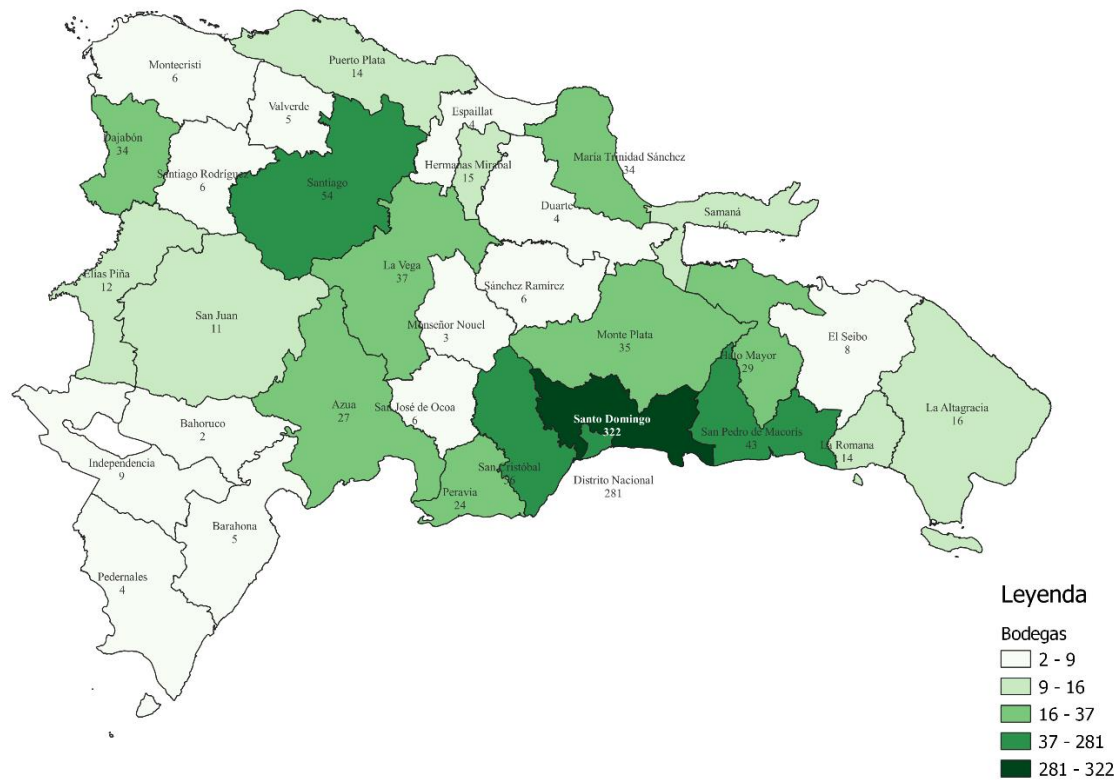 Montecristi
6
Puerto Plata
14
Valverde
5
Espaillat
4
Dajabón
34
Santiago Rodríguez
6
Santiago
54
Hermanas Mirabal
15
María Trinidad Sánchez
34
Duarte
4
Samaná
16
Elías Piña
12
La Vega
37
Sánchez Ramírez
6
San Juan
11
Monseñor Nouel
3
Monte Plata
35
El Seibo
8
Hato Mayor
29
Azua
27
San José de Ocoa
6
Santo Domingo
322
La Altagracia
16
Bahoruco
2
San Pedro de Macorís
43
La Romana
14
Independencia
9
San Cristóbal
56
Distrito Nacional
281
Peravia
24
Barahona
5
Pedernales
4
Leyenda
Bodegas
2 - 9
9 - 16
16 - 37
37 - 281
281 - 322